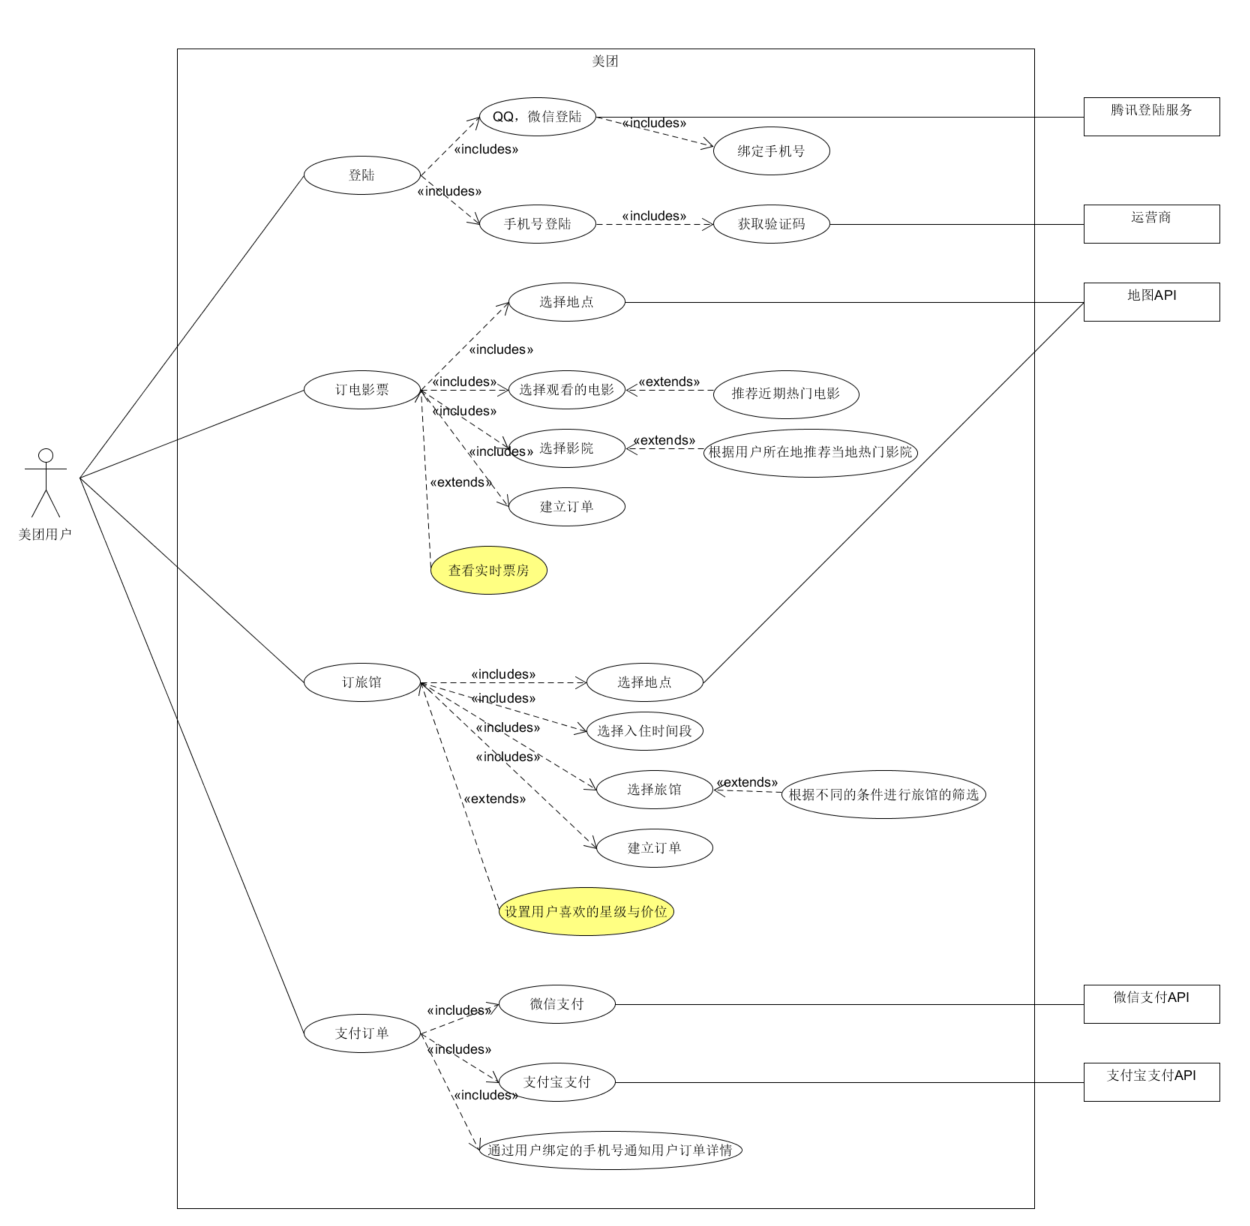 美团
QQ，微信登陆
腾讯登陆服务
«includes»
绑定手机号
«includes»
登陆
«includes»
手机号登陆
«includes»
获取验证码
运营商
选择地点
地图API
«includes»
订电影票
«includes»
选择观看的电影
«extends»
推荐近期热门电影
«includes»
选择影院
«extends»
根据用户所在地推荐当地热门影院
«includes»
«extends»
建立订单
美团用户
查看实时票房
订旅馆
«includes»
选择地点
«includes»
选择入住时间段
«includes»
«includes»
选择旅馆
«extends»
根据不同的条件进行旅馆的筛选
«extends»
建立订单
设置用户喜欢的星级与价位
微信支付
微信支付API
«includes»
支付订单
«includes»
支付宝支付
支付宝支付API
«includes»
通过用户绑定的手机号通知用户订单详情